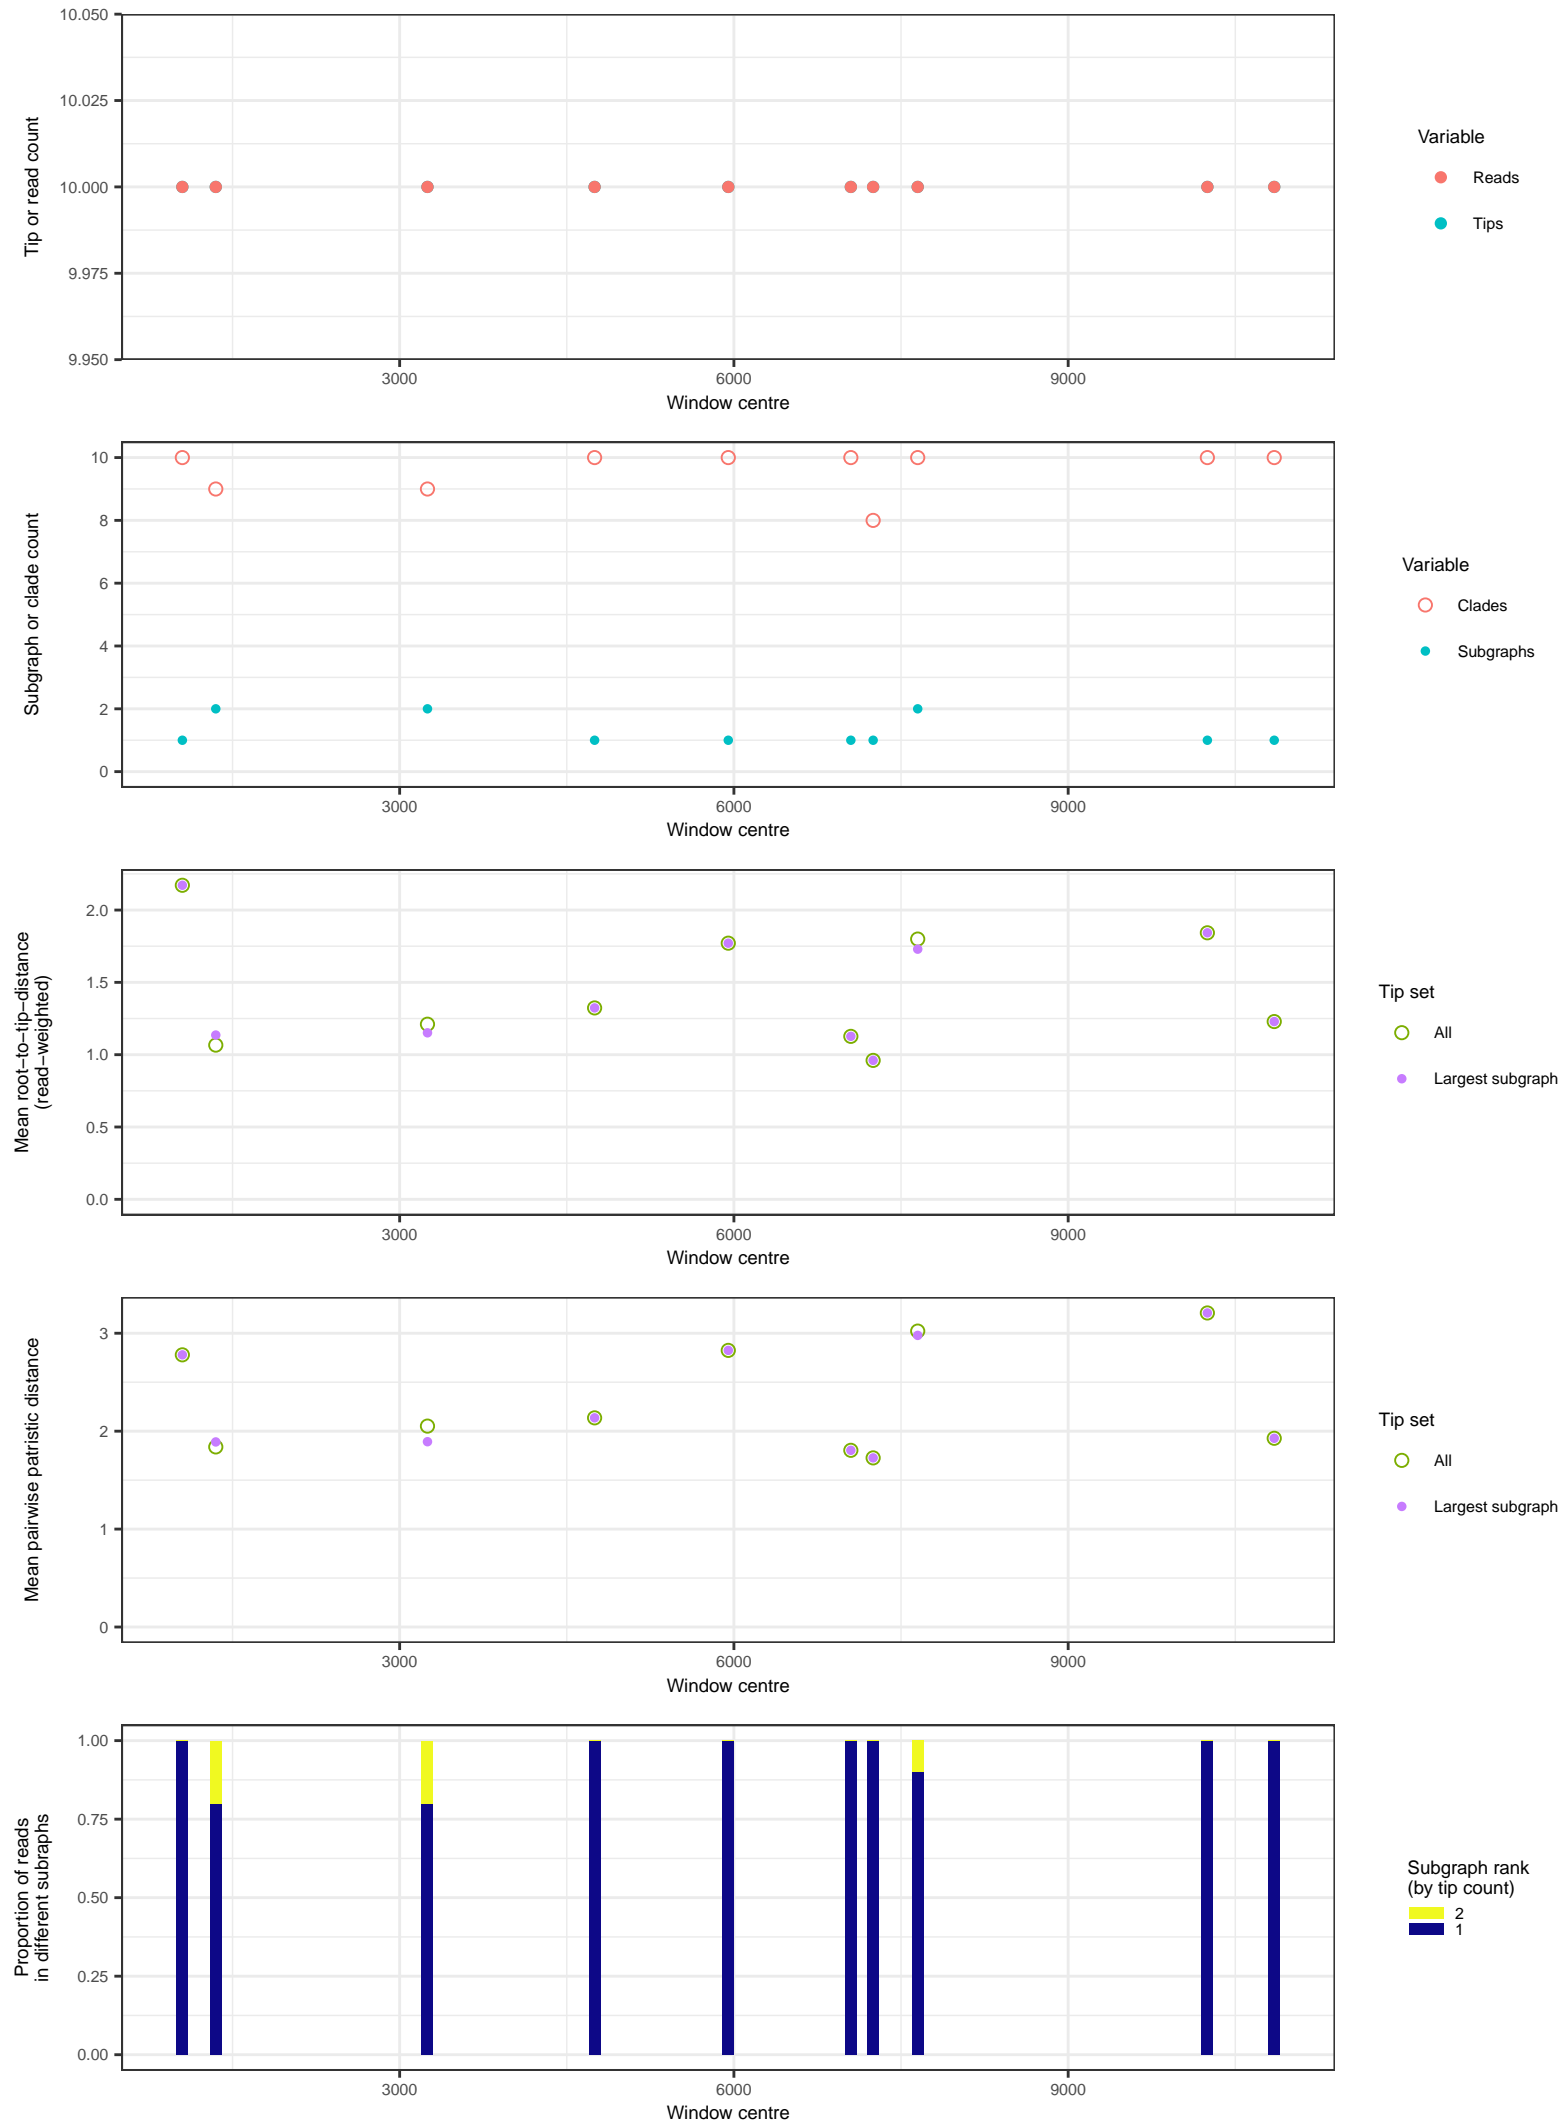 10.050
10.025
10.000
9.975
9.950
Tip or read count
3000
6000
9000
Window centre
Variable
Reads
Tips
10
8
6
4
2
0
Subgraph or clade count
3000
6000
9000
Window centre
Variable
Clades
Subgraphs
2.0
1.5
1.0
0.5
0.0
Mean root−to−tip−distance
(read−weighted)
3000
6000
9000
Window centre
Tip set
All
Largest subgraph
3
2
1
0
Mean pairwise patristic distance
3000
6000
9000
Window centre
Tip set
All
Largest subgraph
1.00
0.75
0.50
0.25
0.00
Proportion of reads
in different subraphs
3000
6000
9000
Window centre
Subgraph rank
(by tip count)
2
1